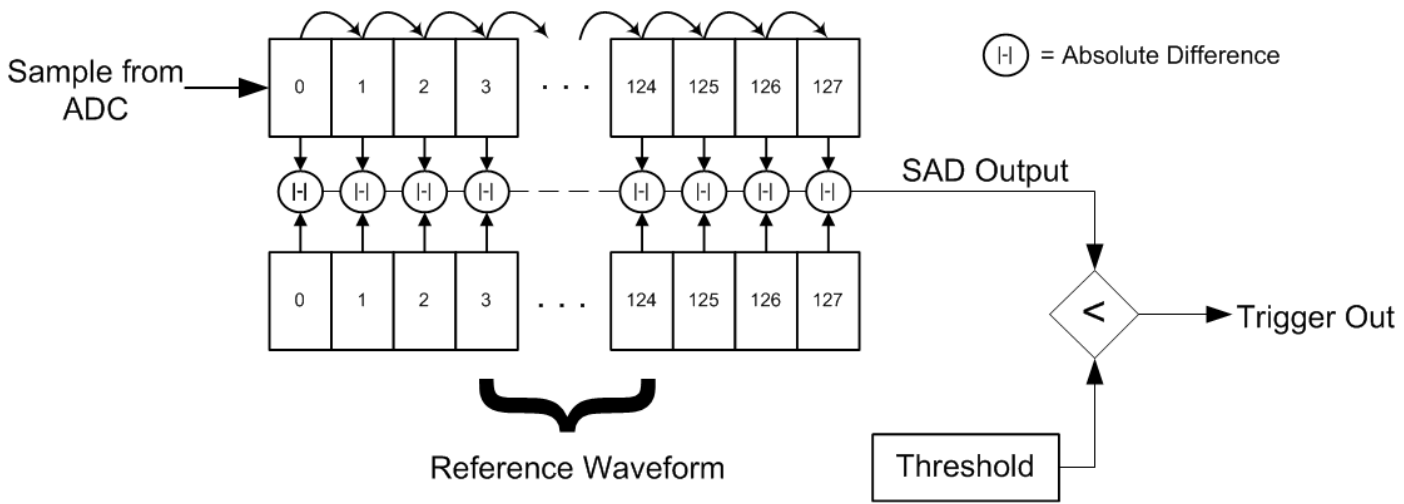 Sample from
ADC
0 1 2 3 . . . 124 125 126 127
|-| = Absolute Difference
|-| |-| |-| |-| |-| |-| |-| |-|
SAD Output
0 1 2 3 . . . 124 125 126 127
<
Trigger Out
Reference Waveform
Threshold